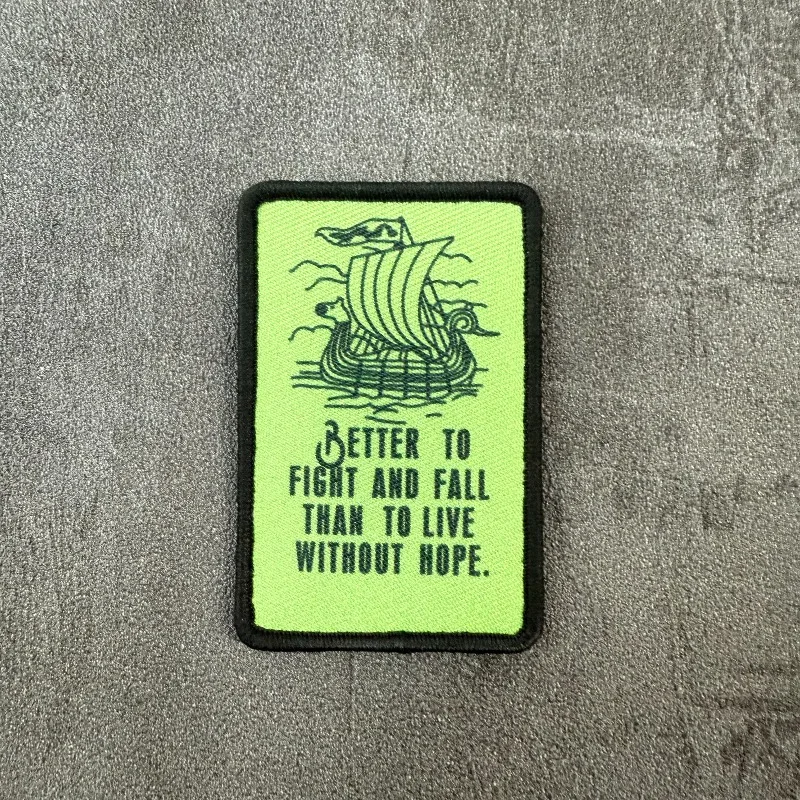 BETTER TO
FIGHT AND FALL
THAN TO LIVE
WITHOUT HOPE.